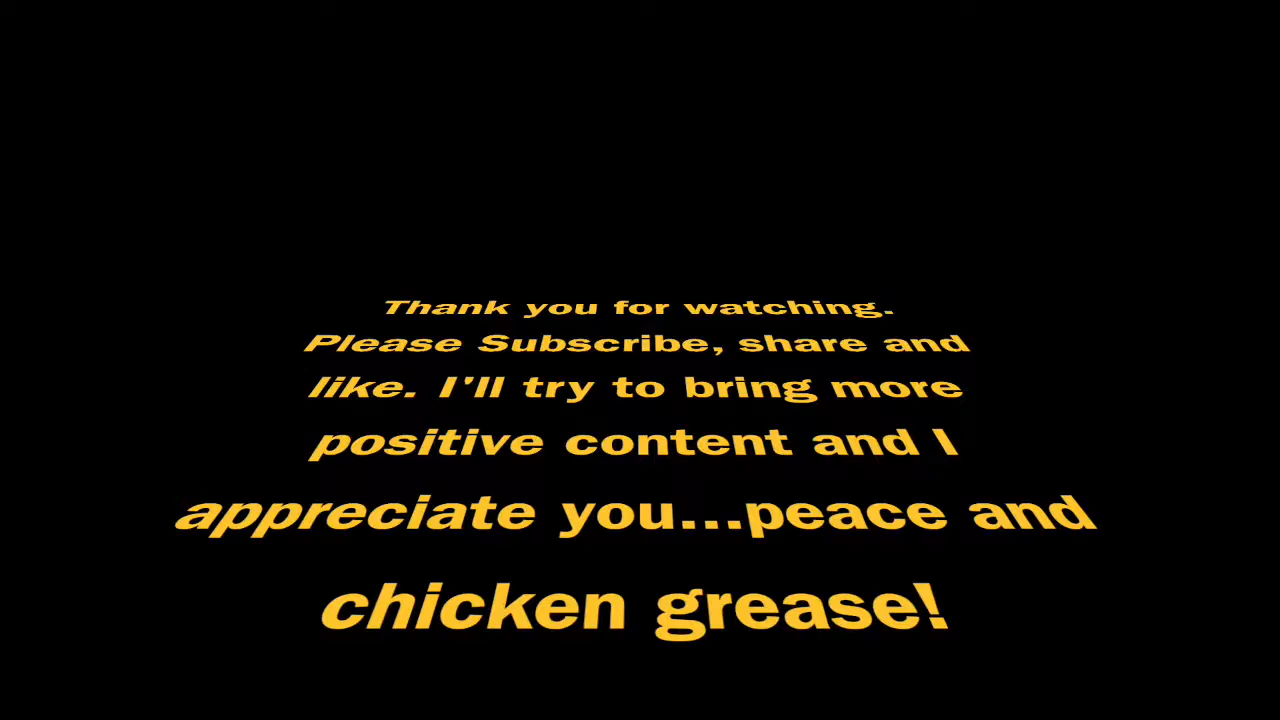 Thank you for watching.
Please Subscribe, share and
like. I'll try to bring more
positive content and I
appreciate you...peace and
chicken grease!